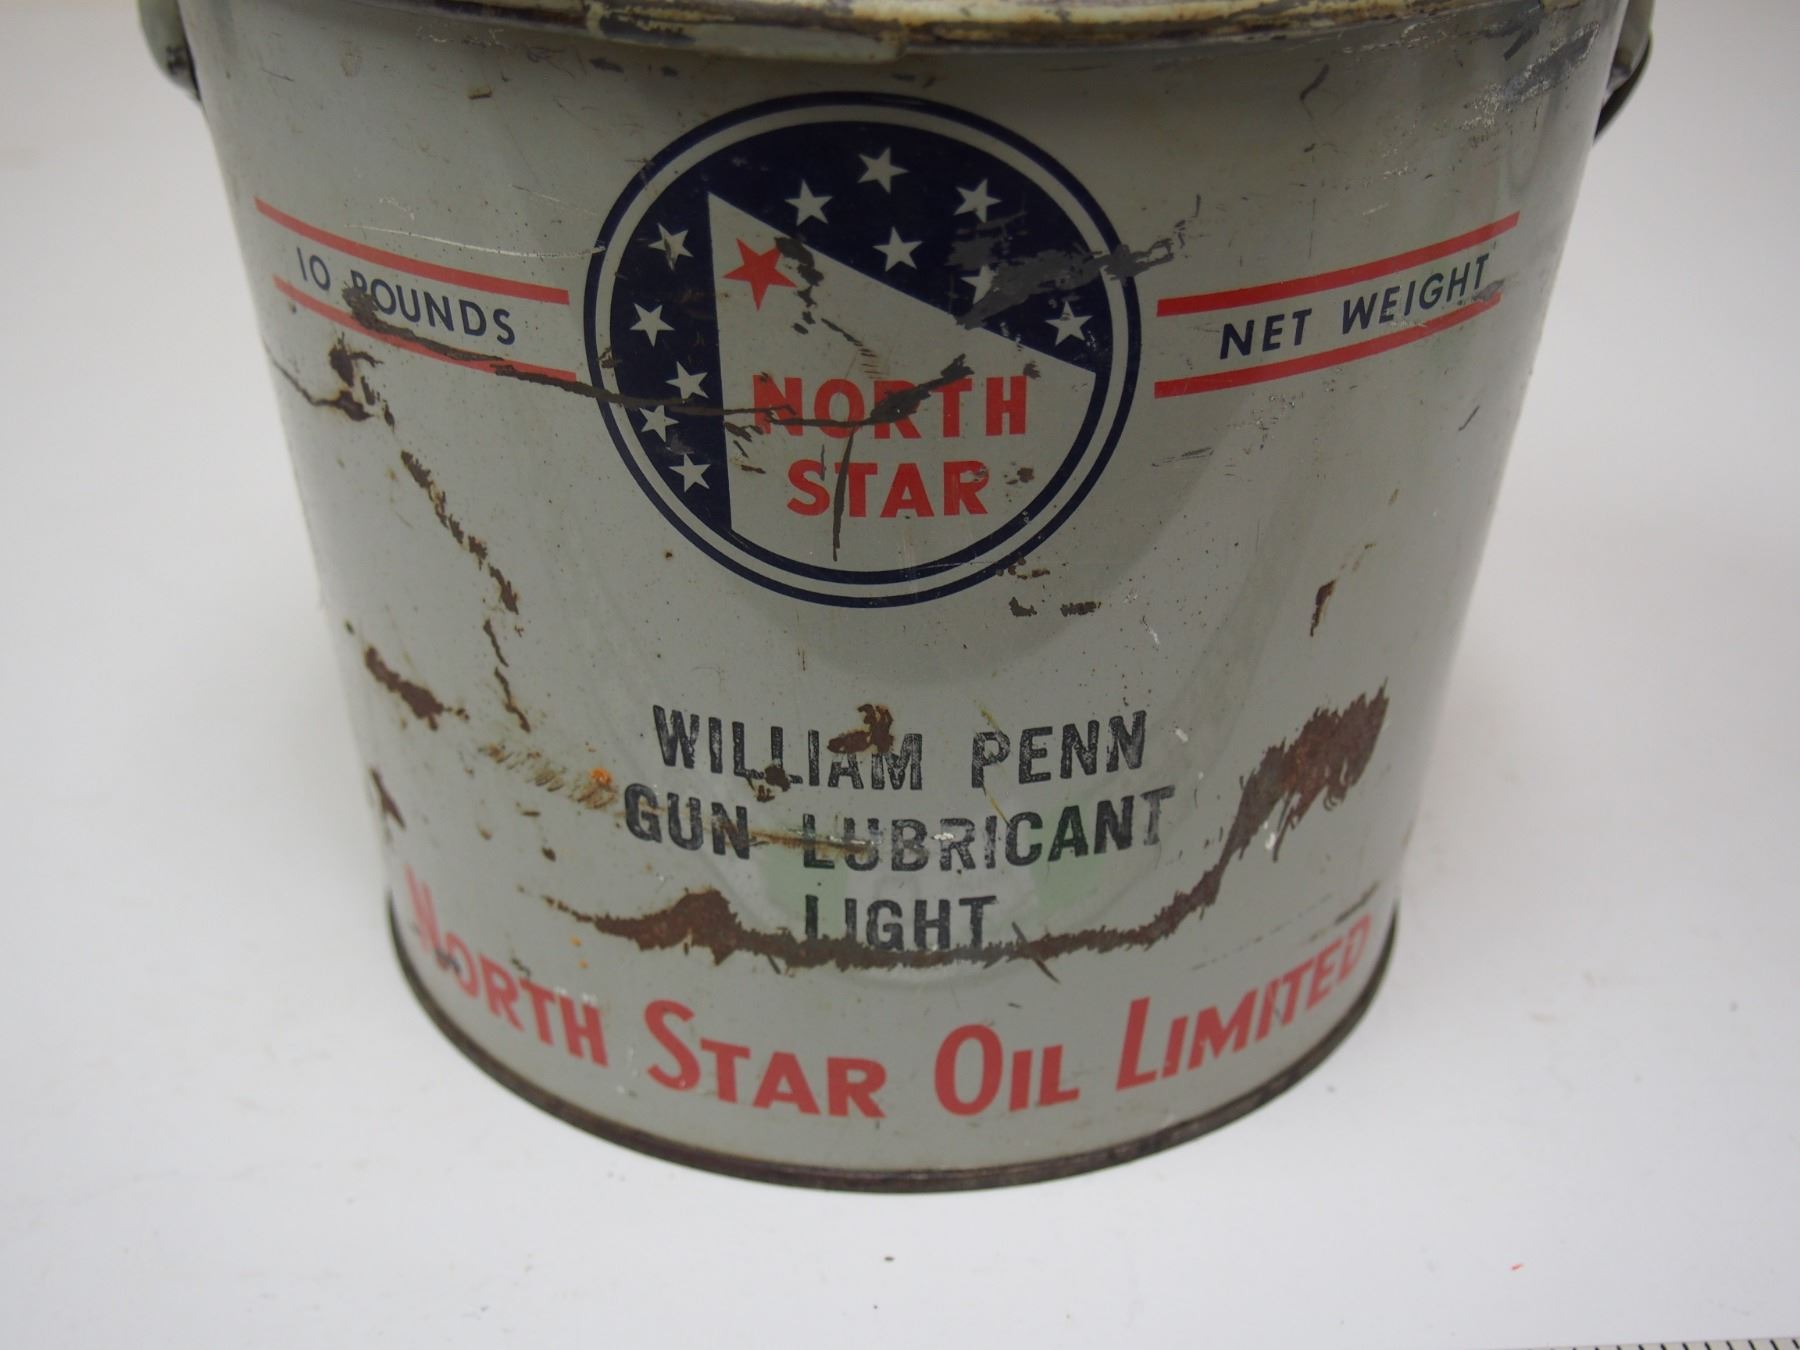 10 POUNDS
NORTH
STAR
NET WEIGHT
WILLIAM PENN
GUN LUBRICANT
LIGHT
NORTH STAR OIL LIMITED